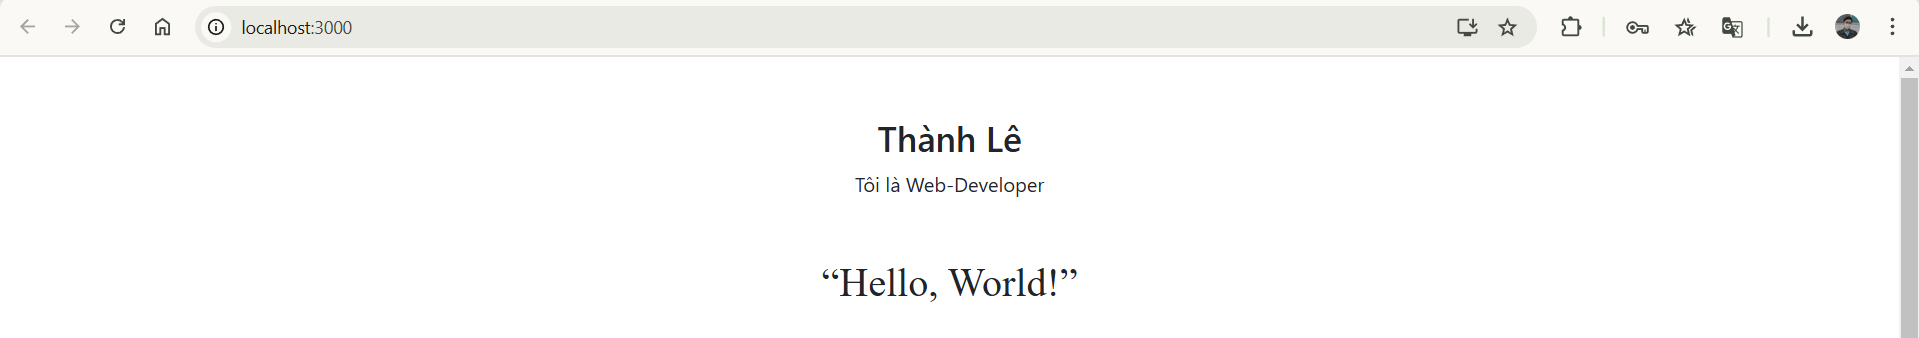 localhost:3000
Thành Lê
Tôi là Web-Developer
“Hello, World!”